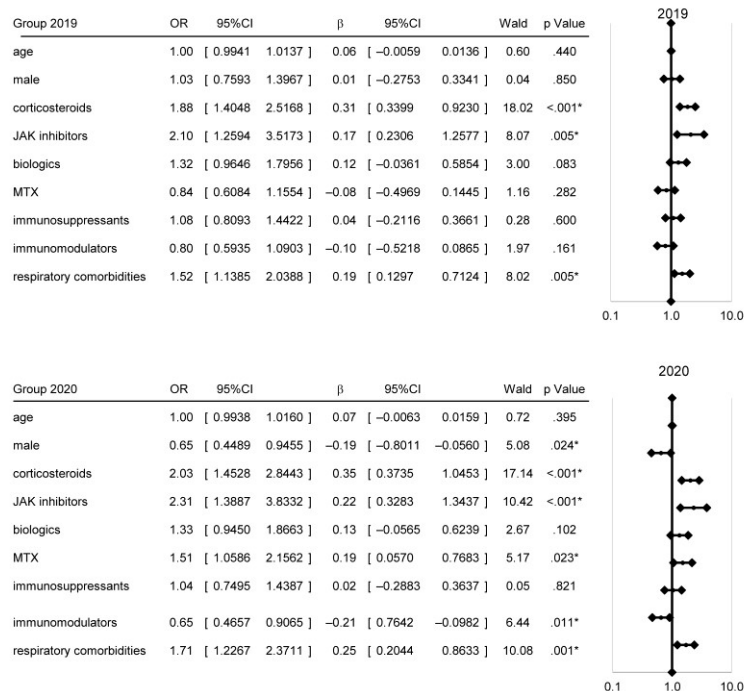 Group 2019 OR 95%CI β 95%CI Wald p Value
2019
age 1.00 [ 0.9941 1.0137 ] 0.06 [ –0.0059 0.0136 ] 0.60 .440
male 1.03 [ 0.7593 1.3967 ] 0.01 [ –0.2753 0.3341 ] 0.04 .850
corticosteroids 1.88 [ 1.4048 2.5168 ] 0.31 [ 0.3399 0.9230 ] 18.02 <.001*
JAK inhibitors 2.10 [ 1.2594 3.5173 ] 0.17 [ 0.2306 1.2577 ] 8.07 .005*
biologics 1.32 [ 0.9646 1.7956 ] 0.12 [ –0.0361 0.5854 ] 3.00 .083
MTX 0.84 [ 0.6084 1.1554 ] –0.08 [ –0.4969 0.1445 ] 1.16 .282
immunosuppressants 1.08 [ 0.8093 1.4422 ] 0.04 [ –0.2116 0.3661 ] 0.28 .600
immunomodulators 0.80 [ 0.5935 1.0903 ] –0.10 [ –0.5218 0.0865 ] 1.97 .161
respiratory comorbidities 1.52 [ 1.1385 2.0388 ] 0.19 [ 0.1297 0.7124 ] 8.02 .005*
0.1 1.0 10.0
Group 2020 OR 95%CI β 95%CI Wald p Value
2020
age 1.00 [ 0.9938 1.0160 ] 0.07 [ –0.0063 0.0159 ] 0.72 .395
male 0.65 [ 0.4489 0.9455 ] –0.19 [ –0.8011 –0.0560 ] 5.08 .024*
corticosteroids 2.03 [ 1.4528 2.8443 ] 0.35 [ 0.3735 1.0453 ] 17.14 <.001*
JAK inhibitors 2.31 [ 1.3887 3.8332 ] 0.22 [ 0.3283 1.3437 ] 10.42 <.001*
biologics 1.33 [ 0.9450 1.8663 ] 0.13 [ –0.0565 0.6239 ] 2.67 .102
MTX 1.51 [ 1.0586 2.1562 ] 0.19 [ 0.0570 0.7683 ] 5.17 .023*
immunosuppressants 1.04 [ 0.7495 1.4387 ] 0.02 [ –0.2883 0.3637 ] 0.05 .821
immunomodulators 0.65 [ 0.4657 0.9065 ] –0.21 [ 0.7642 –0.0982 ] 6.44 .011*
respiratory comorbidities 1.71 [ 1.2267 2.3711 ] 0.25 [ 0.2044 0.8633 ] 10.08 .001*
0.1 1.0 10.0